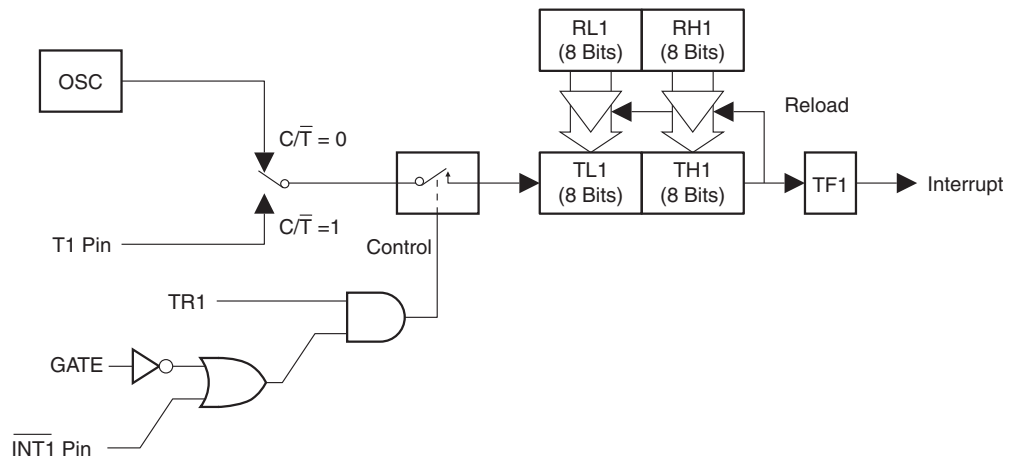 RL1
(8 Bits)
RH1
(8 Bits)
OSC
Reload
C/T̅ = 0
TL1
(8 Bits)
TH1
(8 Bits)
TF1
Interrupt
C/T̅ =1
T1 Pin
Control
TR1
GATE
I̅N̅T̅1̅ Pin